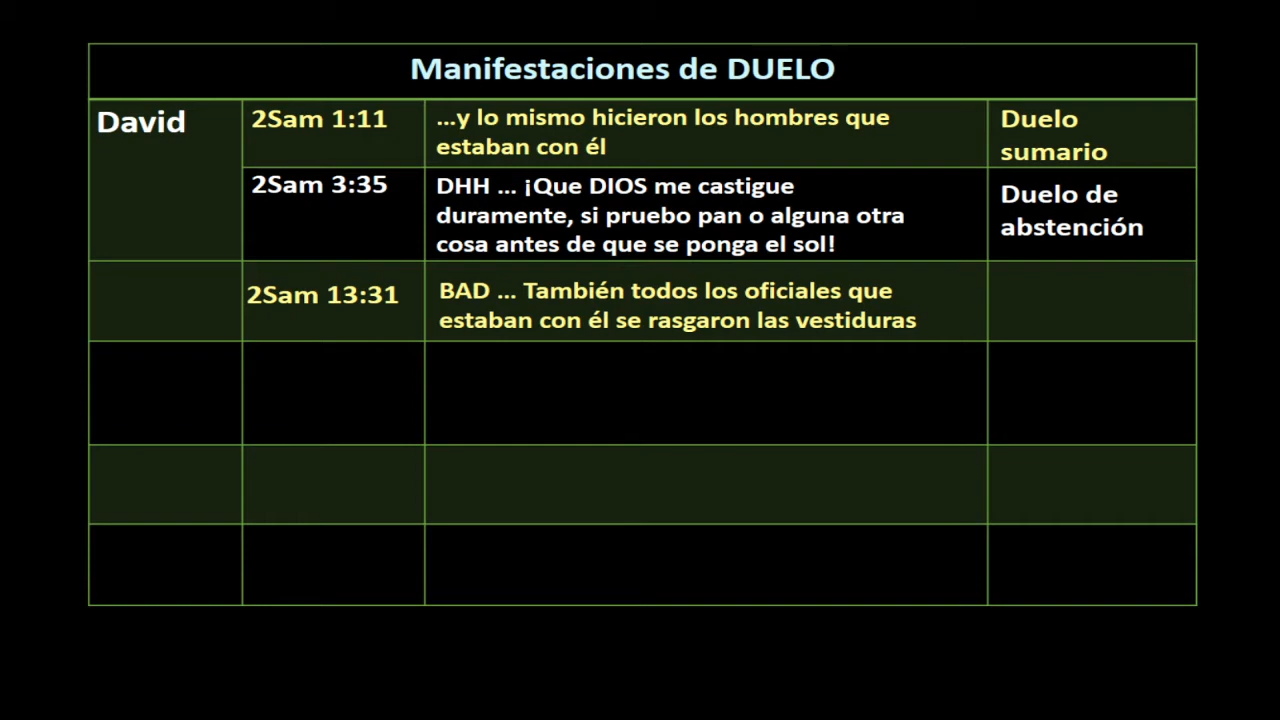 Manifestaciones de DUELO
David
2Sam 1:11
...y lo mismo hicieron los hombres que
estaban con él
Duelo
sumario
2Sam 3:35
DHH ... ¡Que DIOS me castigue
duramente, si pruebo pan o alguna otra
cosa antes de que se ponga el sol!
Duelo de
abstención
2Sam 13:31
BAD ... También todos los oficiales que
estaban con él se rasgaron las vestiduras